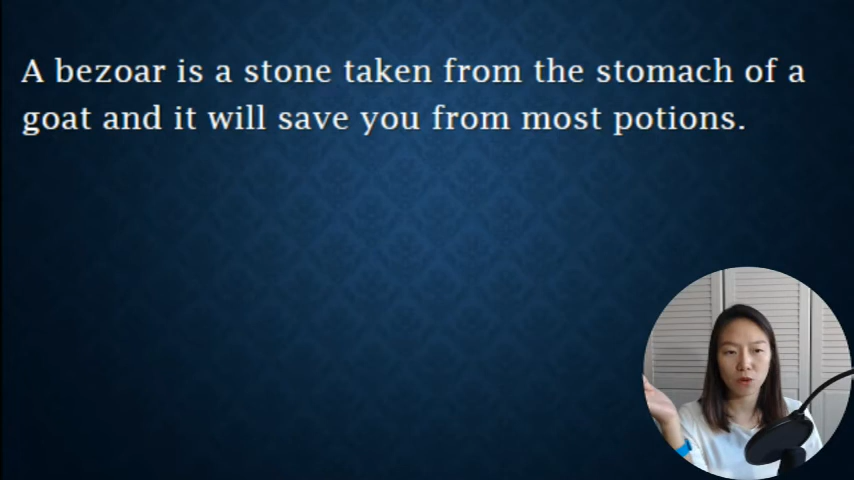 A bezoar is a stone taken from the stomach of a
goat and it will save you from most potions.